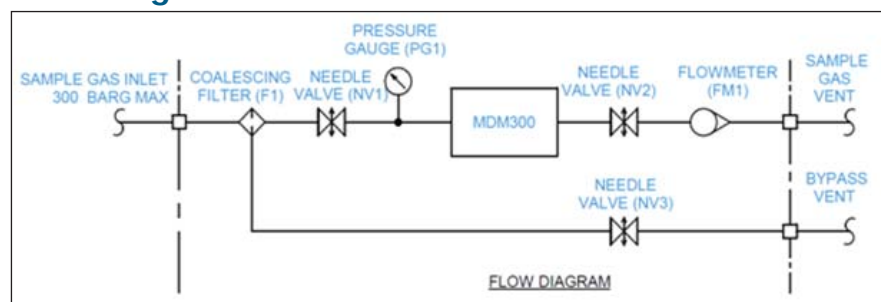 PRESSURE
GAUGE (PG1)
SAMPLE GAS INLET
300 BARG MAX
COALESCING
FILTER (F1)
NEEDLE
VALVE (NV1)
MDM300
NEEDLE
VALVE (NV2)
FLOWMETER
(FM1)
SAMPLE
GAS
VENT
NEEDLE
VALVE (NV3)
BYPASS
VENT
FLOW DIAGRAM